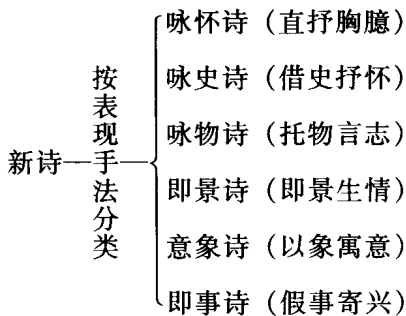 新诗
按表现手法分类
咏怀诗（直抒胸臆）
咏史诗（借史抒怀）
咏物诗（托物言志）
即景诗（即景生情）
意象诗（以象寓意）
即事诗（假事寄兴）